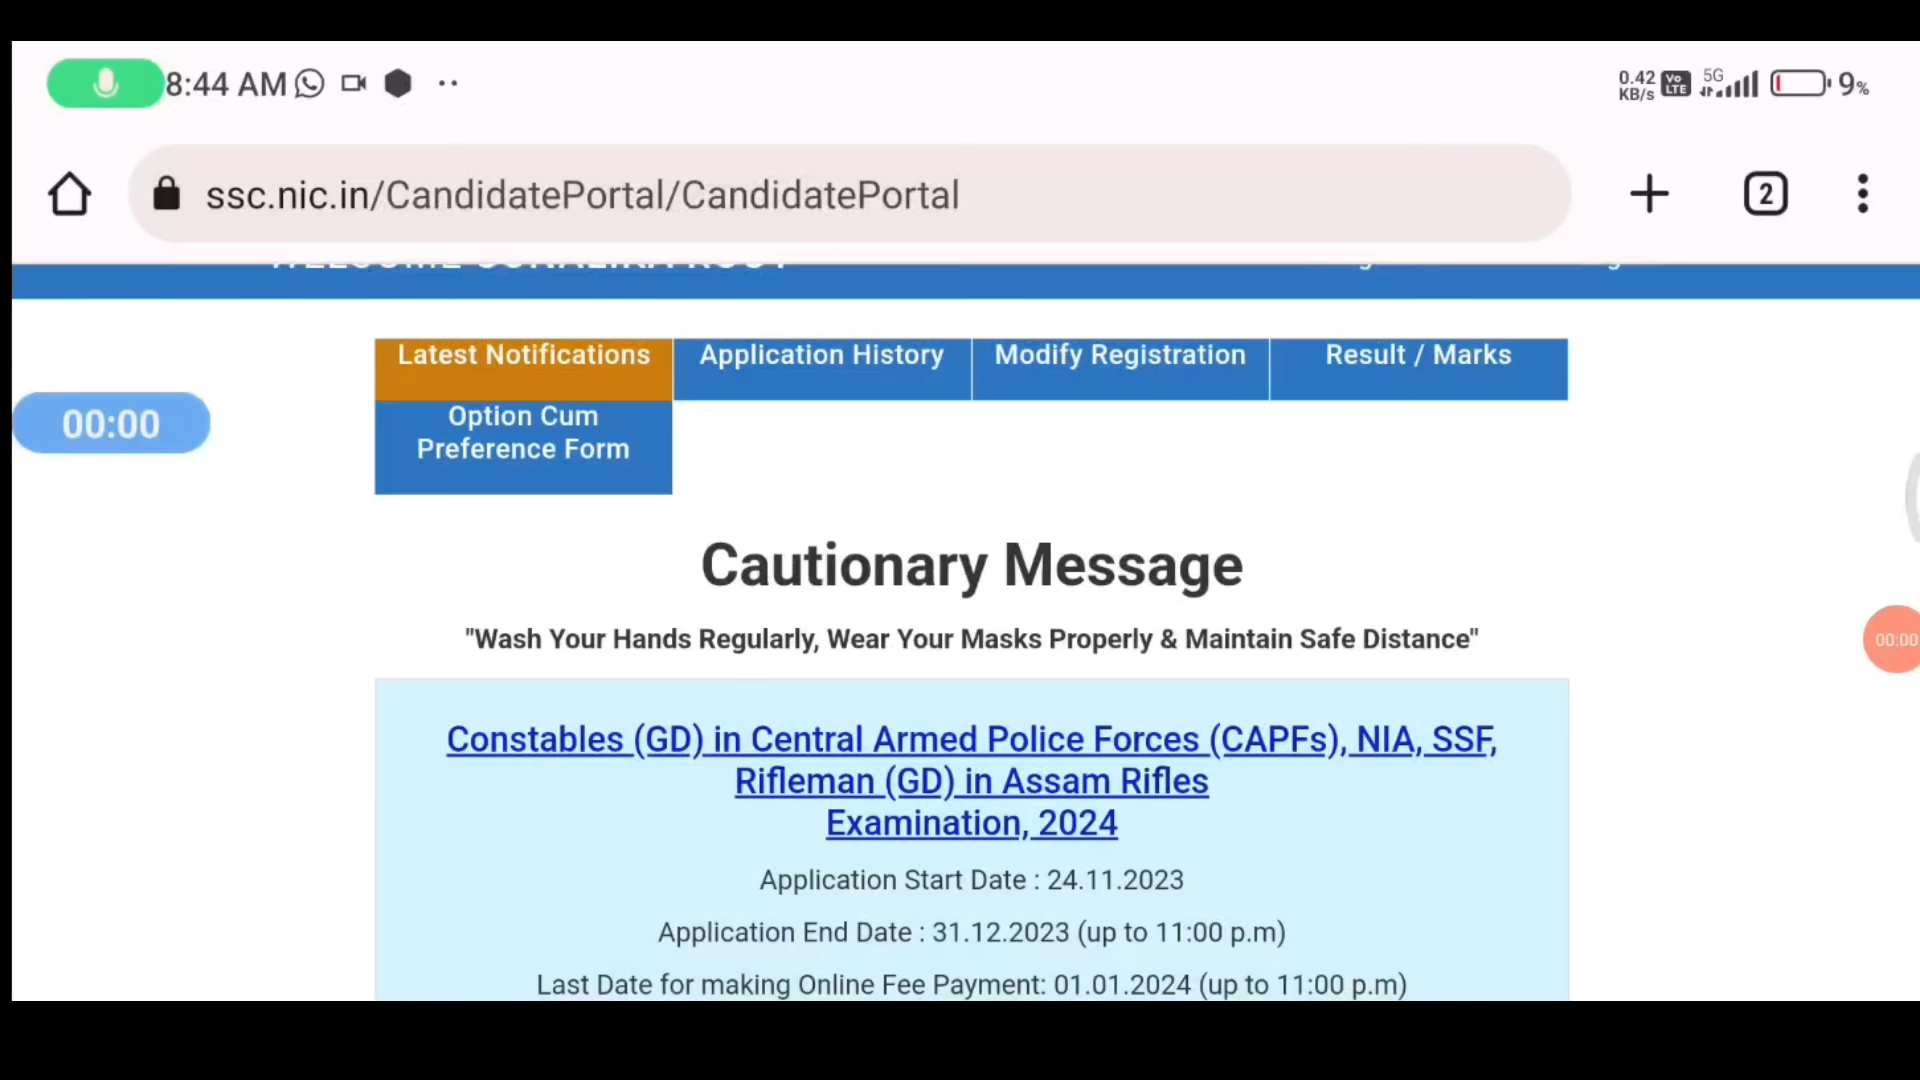 8:44 AM
0.42 KB/s Vo LTE 5G 9%
ssc.nic.in/CandidatePortal/CandidatePortal
2
Latest Notifications Application History Modify Registration Result / Marks
00:00
Option Cum
Preference Form
Cautionary Message
"Wash Your Hands Regularly, Wear Your Masks Properly & Maintain Safe Distance"
00:00
Constables (GD) in Central Armed Police Forces (CAPFs), NIA, SSF,
Rifleman (GD) in Assam Rifles
Examination, 2024
Application Start Date : 24.11.2023
Application End Date : 31.12.2023 (up to 11:00 p.m)
Last Date for making Online Fee Payment: 01.01.2024 (up to 11:00 p.m)